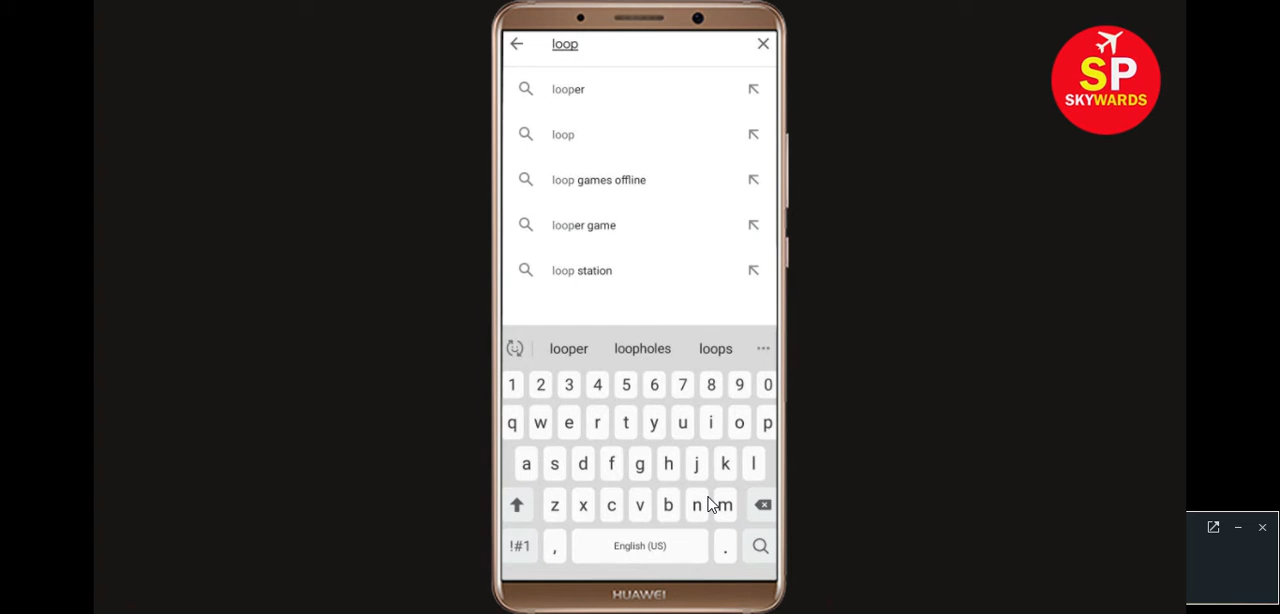 loop
SP
SKYWARDS
looper
loop
loop games offline
looper game
loop station
looper loopholes loops
1 2 3 4 5 6 7 8 9 0
q w e r t y u i o p
a s d f g h j k l
z x c v b n m
!#1 , English (US) .
HUAWEI